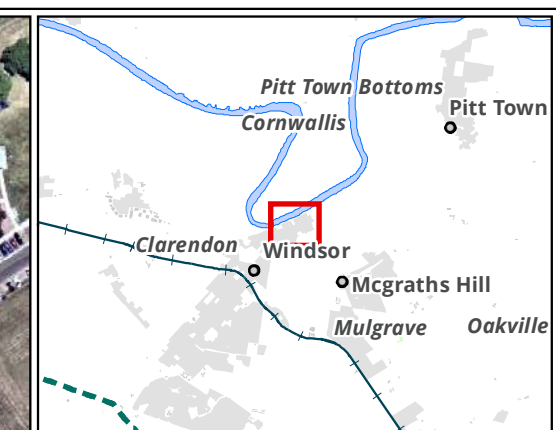 Pitt Town Bottoms
Pitt Town
Cornwallis
Clarendon
Windsor
Mcgraths Hill
Mulgrave
Oakville